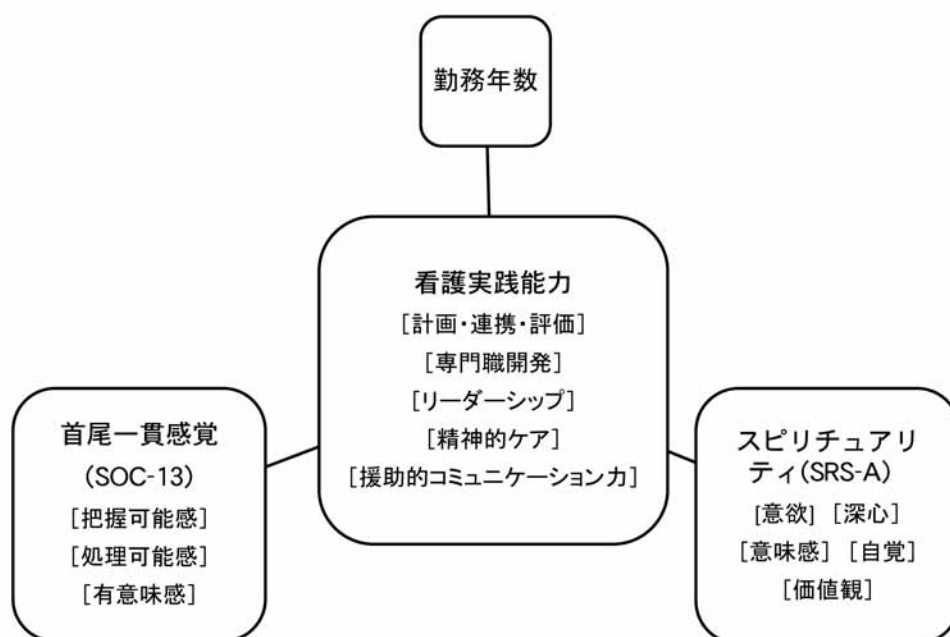 勤務年数
看護実践能力
［計画・連携・評価］
［専門職開発］
［リーダーシップ］
［精神的ケア］
［援助的コミュニケーション力］
首尾一貫感覚
(SOC-13)
［把握可能感］
［処理可能感］
［有意味感］
スピリチュアリ
ティ(SRS-A)
[意欲] ［深心］
［意味感］［自覚］
［価値観］